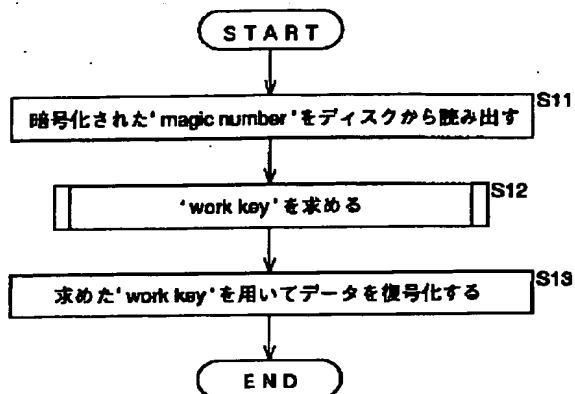 START
S11
暗号化された‘magic number’をディスクから読み出す
S12
‘work key’を求める
S13
求めた‘work key’を用いてデータを復号化する
END